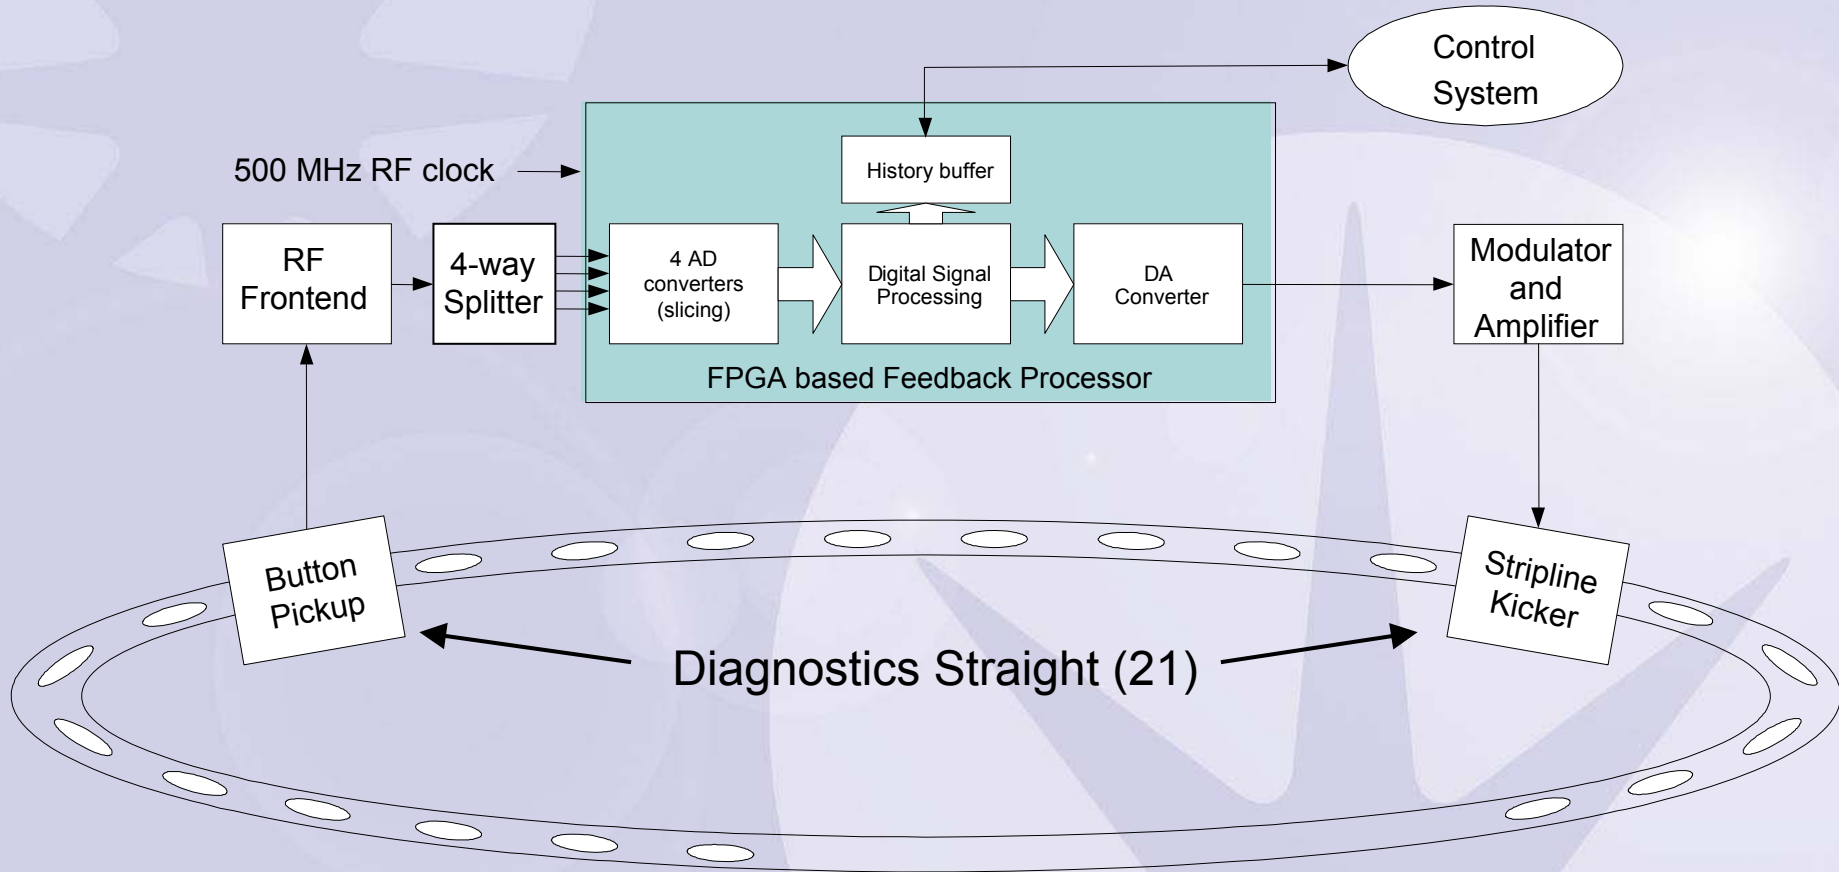 Control
System
History buffer
500 MHz RF clock
RF
Frontend
4-way
Splitter
4 AD
converters
(slicing)
Digital Signal
Processing
DA
Converter
Modulator
and
Amplifier
FPGA based Feedback Processor
Button
Pickup
Stripline
Kicker
Diagnostics Straight (21)